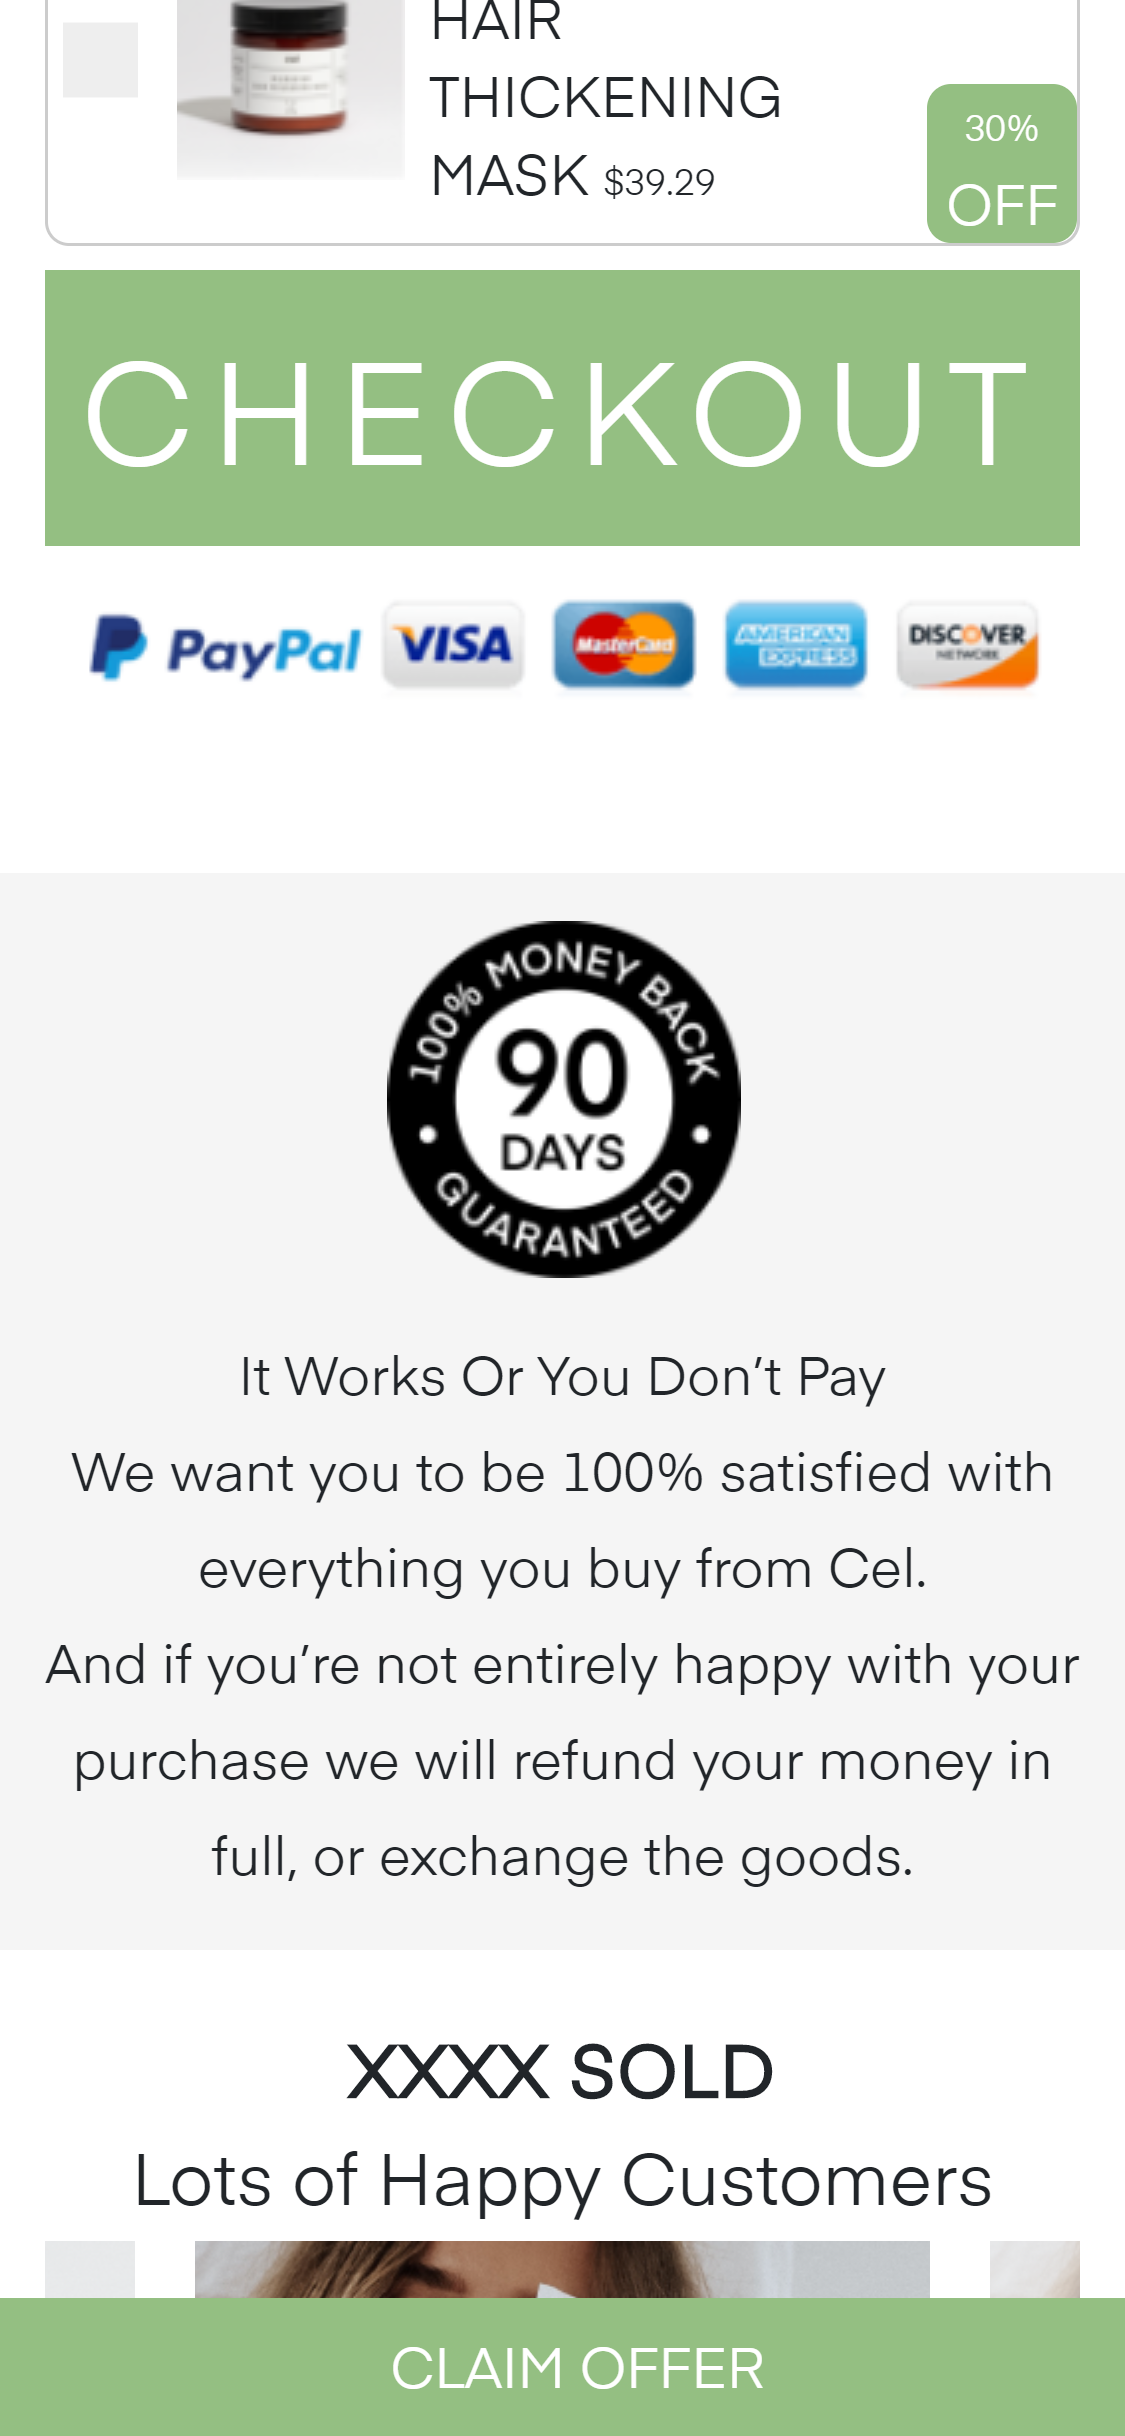 HAIR
THICKENING
MASK $39.29
30%
OFF
CHECKOUT
PayPal VISA MasterCard AMERICAN EXPRESS DISCOVER NETWORK
100% MONEY BACK
90
DAYS
GUARANTEED
It Works Or You Don’t Pay
We want you to be 100% satisfied with
everything you buy from Cel.
And if you’re not entirely happy with your
purchase we will refund your money in
full, or exchange the goods.
XXXX SOLD
Lots of Happy Customers
CLAIM OFFER